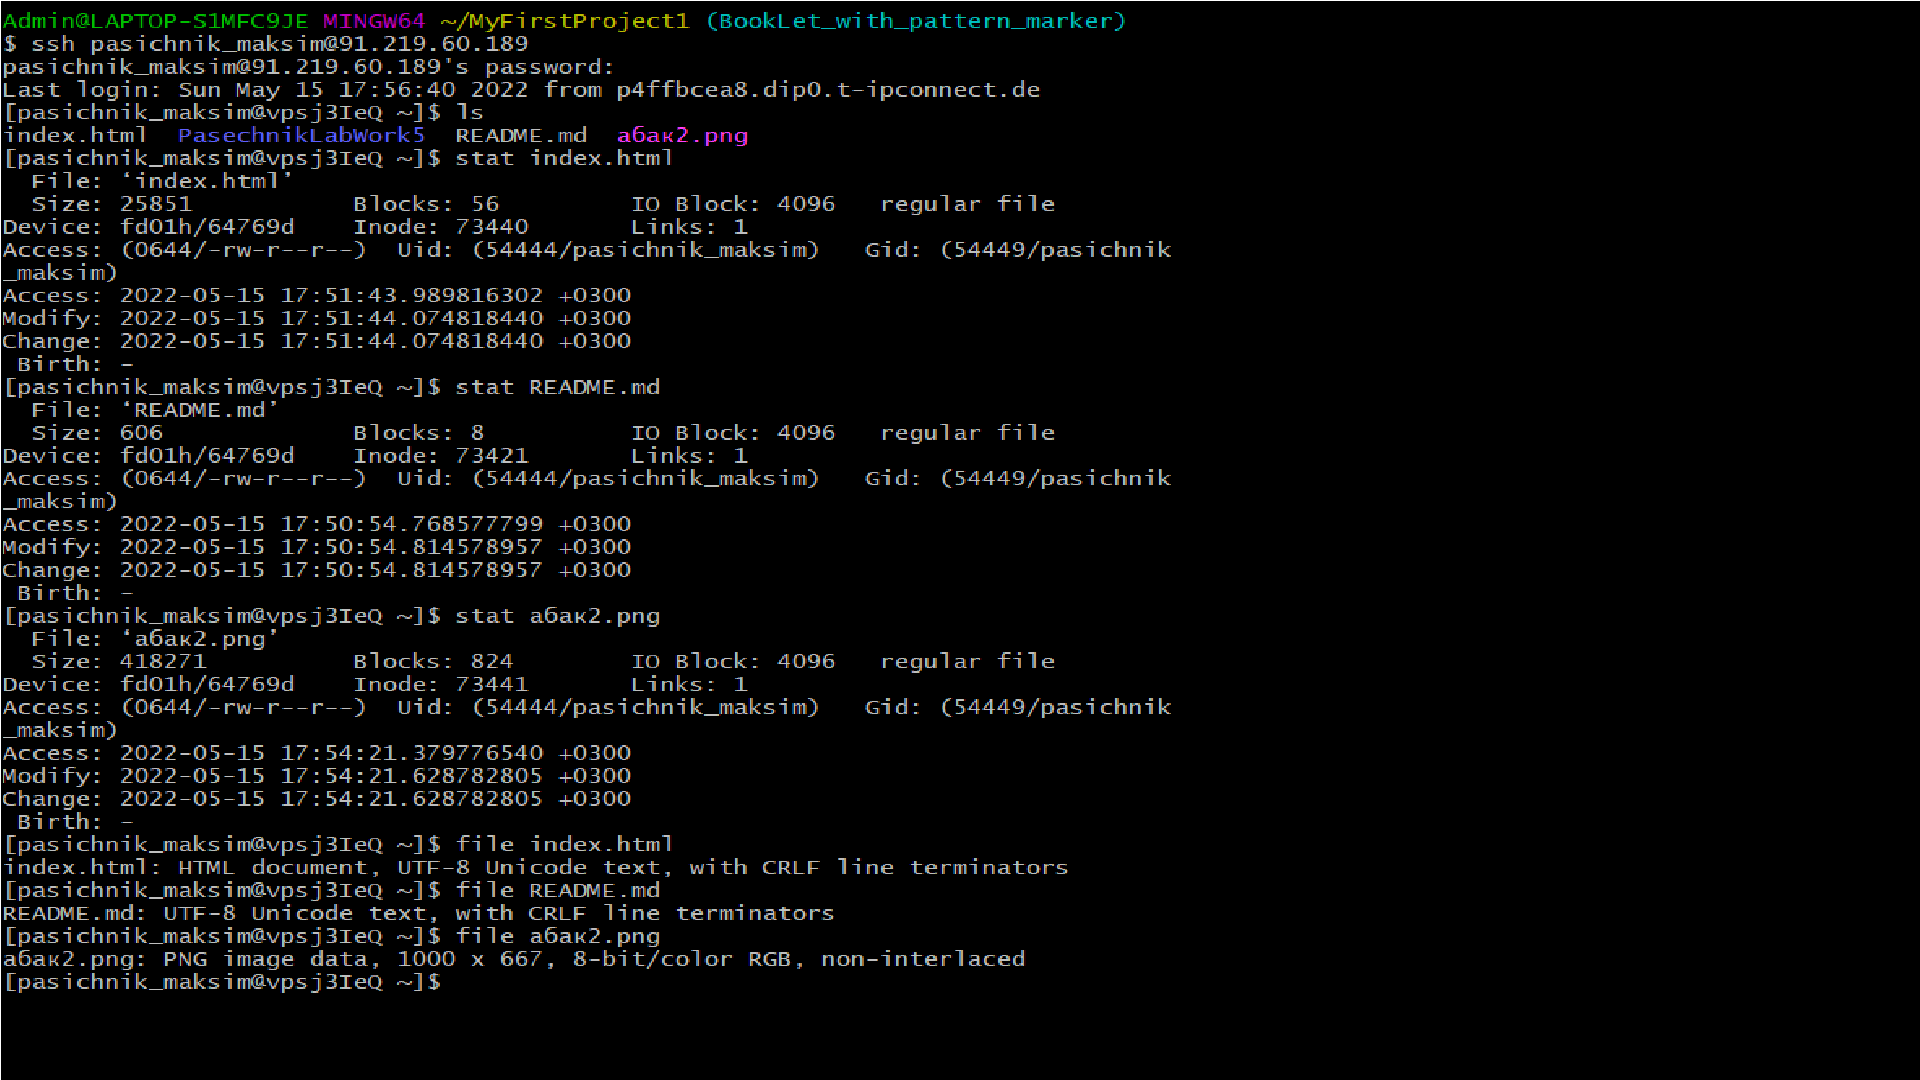 Admin@LAPTOP-S1MFC9JE MINGW64 ~/MyFirstProject1 (BookLet_with_pattern_marker)
$ ssh pasichnik_maksim@91.219.60.189
pasichnik_maksim@91.219.60.189's password:
Last login: Sun May 15 17:56:40 2022 from p4ffbcea8.dip0.t-ipconnect.de
[pasichnik_maksim@vpsj3IeQ ~]$ ls
index.html  PasechnikLabWork5  README.md  абак2.png
[pasichnik_maksim@vpsj3IeQ ~]$ stat index.html
  File: ‘index.html’
  Size: 25851           Blocks: 56         IO Block: 4096   regular file
Device: fd01h/64769d    Inode: 73440       Links: 1
Access: (0644/-rw-r--r--)  Uid: (54444/pasichnik_maksim)   Gid: (54449/pasichnik
_maksim)
Access: 2022-05-15 17:51:43.989816302 +0300
Modify: 2022-05-15 17:51:44.074818440 +0300
Change: 2022-05-15 17:51:44.074818440 +0300
 Birth: -
[pasichnik_maksim@vpsj3IeQ ~]$ stat README.md
  File: ‘README.md’
  Size: 606             Blocks: 8          IO Block: 4096   regular file
Device: fd01h/64769d    Inode: 73421       Links: 1
Access: (0644/-rw-r--r--)  Uid: (54444/pasichnik_maksim)   Gid: (54449/pasichnik
_maksim)
Access: 2022-05-15 17:50:54.768577799 +0300
Modify: 2022-05-15 17:50:54.814578957 +0300
Change: 2022-05-15 17:50:54.814578957 +0300
 Birth: -
[pasichnik_maksim@vpsj3IeQ ~]$ stat абак2.png
  File: ‘абак2.png’
  Size: 418271          Blocks: 824        IO Block: 4096   regular file
Device: fd01h/64769d    Inode: 73441       Links: 1
Access: (0644/-rw-r--r--)  Uid: (54444/pasichnik_maksim)   Gid: (54449/pasichnik
_maksim)
Access: 2022-05-15 17:54:21.379776540 +0300
Modify: 2022-05-15 17:54:21.628782805 +0300
Change: 2022-05-15 17:54:21.628782805 +0300
 Birth: -
[pasichnik_maksim@vpsj3IeQ ~]$ file index.html
index.html: HTML document, UTF-8 Unicode text, with CRLF line terminators
[pasichnik_maksim@vpsj3IeQ ~]$ file README.md
README.md: UTF-8 Unicode text, with CRLF line terminators
[pasichnik_maksim@vpsj3IeQ ~]$ file абак2.png
абак2.png: PNG image data, 1000 x 667, 8-bit/color RGB, non-interlaced
[pasichnik_maksim@vpsj3IeQ ~]$